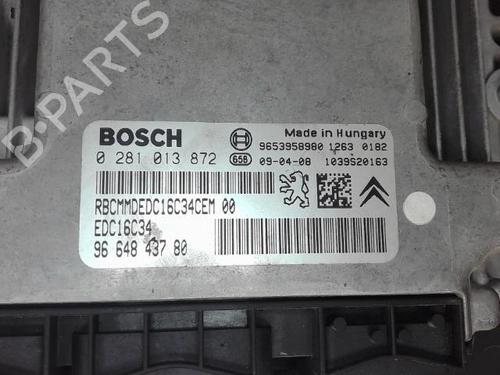 B-PARTS
BOSCH
Made in Hungary
0 281 013 872
9653958980 1263 0182
658 09-04-08 1039S20163
RBCMMDEDC16C34CEM 00
EDC16C34
96 648 437 80